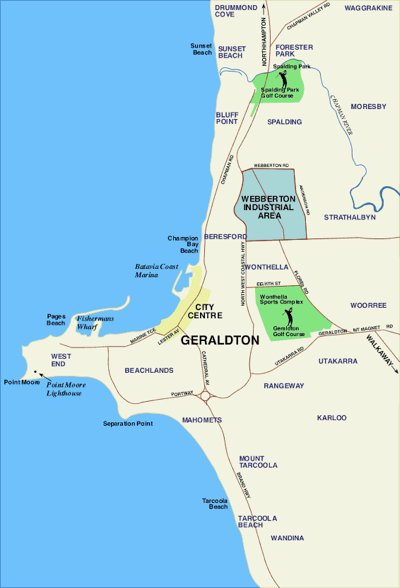 DRUMMOND
COVE
WAGGRAKINE
CHAPMAN VALLEY RD
NORTHHAMPTON
Sunset
Beach
SUNSET
BEACH
FORESTER
PARK
Spalding Park
Spalding Park
Golf Course
CHAPMAN RIVER
MORESBY
BLUFF
POINT
SPALDING
CHAPMAN RD
WEBBERTON RD
WEBBERTON
INDUSTRIAL
AREA
STRATHALBYN
Champion
Bay
Beach
BERESFORD
NORTH WEST COASTAL HWY
WONTHELLA
Batavia Coast
Marina
EIGHTH ST
FLORES RD
Wonthella
Sports Complex
WOORREE
CITY
CENTRE
Pages
Beach
Fishermans
Wharf
MARINE TCE
LESTER AV
Geraldton
Golf Course
GERALDTON
MT MAGNET
RD
GERALDTON
WALKAWAY
UTAKARRA RD
WEST
END
CATHEDRAL AV
UTAKARRA
BEACHLANDS
Point Moore
Point Moore
Lighthouse
RANGEWAY
PORTWAY
Separation Point
MAHOMETS
KARLOO
MOUNT
TARCOOLA
BRAND HWY
Tarcoola
Beach
TARCOOLA
BEACH
WANDINA